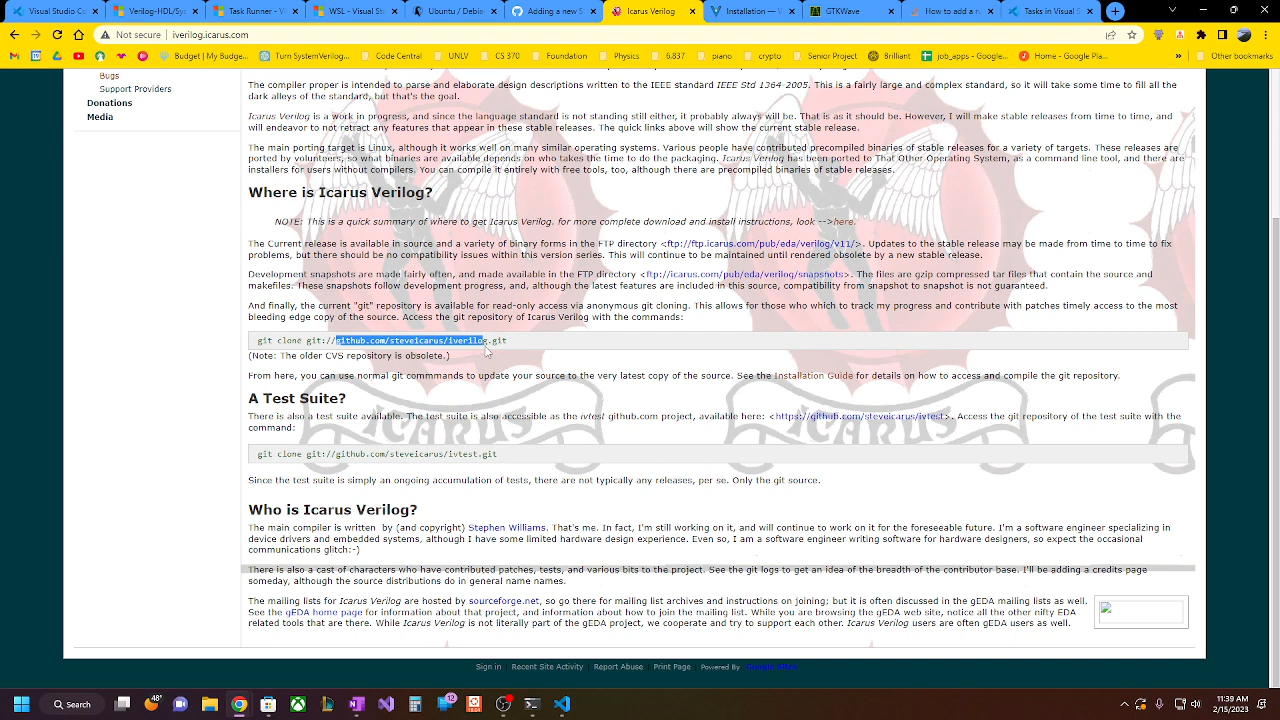 Visual Studio Co
Verilog-HDL/Sys
Task Runner - V
WSL - Visual St
Ubuntu / Debia
Adding a new S
Icarus Verilog
Installation — V
GTKWave
How to add a n
Tasks in Visual S
Not secure | iverilog.icarus.com
Budget | My Budge...
Turn SystemVerilog...
Code Central
UNLV
CS 370
Foundation
Physics
6.837
piano
crypto
Senior Project
Brilliant
job_apps - Google...
Home - Google Pla...
»
Other bookmarks
Bugs
Support Providers
Donations
Media
The compiler proper is intended to parse and elaborate design descriptions written to the IEEE standard IEEE Std 1364-2005. This is a fairly large and complex standard, so it will take some time to fill all the
dark alleys of the standard, but that's the goal.
Icarus Verilog is a work in progress, and since the language standard is not standing still either, it probably always will be. That is as it should be. However, I will make stable releases from time to time, and
will endeavor to not retract any features that appear in these stable releases. The quick links above will show the current stable release.
The main porting target is Linux, although it works well on many similar operating systems. Various people have contributed precompiled binaries of stable releases for a variety of targets. These releases are
ported by volunteers, so what binaries are available depends on who takes the time to do the packaging. Icarus Verilog has been ported to That Other Operating System, as a command line tool, and there are
installers for users without compilers. You can compile it entirely with free tools, too, although there are precompiled binaries of stable releases.
Where is Icarus Verilog?
NOTE: This is a quick summary of where to get Icarus Verilog. for more complete download and install instructions, look -->here.
The Current release is available in source and a variety of binary forms in the FTP directory <ftp://ftp.icarus.com/pub/eda/verilog/v11/>. Updates to the stable release may be made from time to time to fix
problems, but there should be no compatibility issues within this version series. This will continue to be maintained until rendered obsolete by a new stable release.
Development snapshots are made fairly often, and made available in the FTP directory <ftp://icarus.com/pub/eda/verilog/snapshots>. The files are gzip compressed tar files that contain the source and
makefiles. These snapshots follow development progress, and, although the latest features are included in this source, compatibility from snapshot to snapshot is not guaranteed.
And finally, the current "git" repository is available for read-only access via anonymous git cloning. This allows for those who which to track my progress and contribute with patches timely access to the most
bleeding edge copy of the source. Access the git repository of Icarus Verilog with the commands:
git clone git://github.com/steveicarus/iverilog.git
(Note: The older CVS repository is obsolete.)
From here, you can use normal git commmands to update your source to the very latest copy of the source. See the Installation Guide for details on how to access and compile the git repository.
A Test Suite?
There is also a test suite available. The test suite is also accessible as the ivtest github.com project, available here: <https://github.com/steveicarus/ivtest>. Access the git repository of the test suite with the
command:
git clone git://github.com/steveicarus/ivtest.git
Since the test suite is simply an ongoing accumulation of tests, there are not typically any releases, per se. Only the git source.
Who is Icarus Verilog?
The main compiler is written by (and copyright) Stephen Williams. That's me. In fact, I'm still working on it, and will continue to work on it for the foreseeable future. I'm a software engineer specializing in
device drivers and embedded systems, although I have some limited hardware design experience. Even so, I am a software engineer writing software for hardware designers, so expect the occasional
communications glitch:-)
There is also a cast of characters who have contributed patches, tests, and various bits to the project. See the git logs to get an idea of the breadth of the contributor base. I'll be adding a credits page
someday, although the source distributions do in general name names.
The mailing lists for Icarus Verilog are hosted by sourceforge.net, so go there for mailing list archives and instructions on joining; but it is often discussed in the gEDA mailing lists as well.
See the gEDA home page for information about that project, and information about how to join the mailing list. While you are browsing the gEDA web site, notice all the other nifty EDA
related tools that are there. While Icarus Verilog is not literally part of the gEDA project, we cooperate and try to support each other. Icarus Verilog users are often gEDA users as well.
Sign in | Recent Site Activity | Report Abuse | Print Page | Powered By Google Sites
Search
48°
12
11:39 AM
2/15/2023